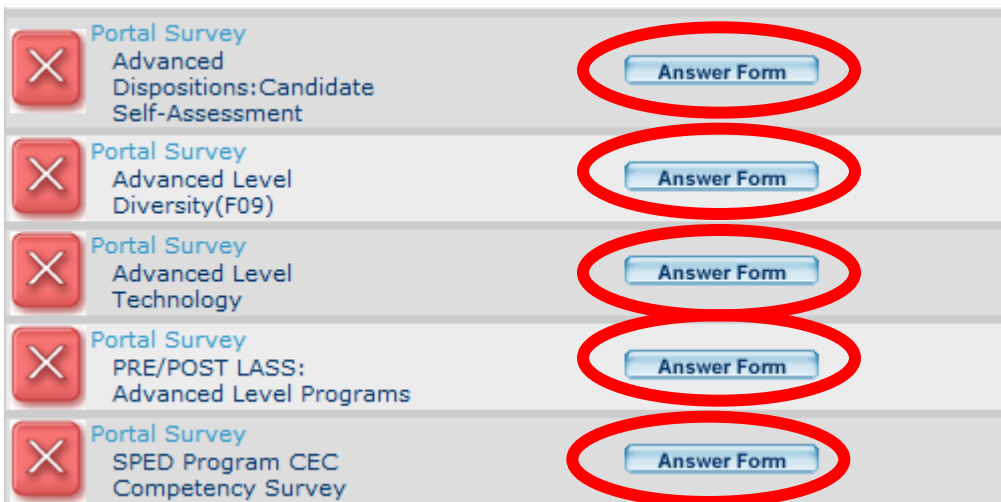 Portal Survey
Advanced
Dispositions:Candidate
Self-Assessment
Answer Form
Portal Survey
Advanced Level
Diversity(F09)
Answer Form
Portal Survey
Advanced Level
Technology
Answer Form
Portal Survey
PRE/POST LASS:
Advanced Level Programs
Answer Form
Portal Survey
SPED Program CEC
Competency Survey
Answer Form